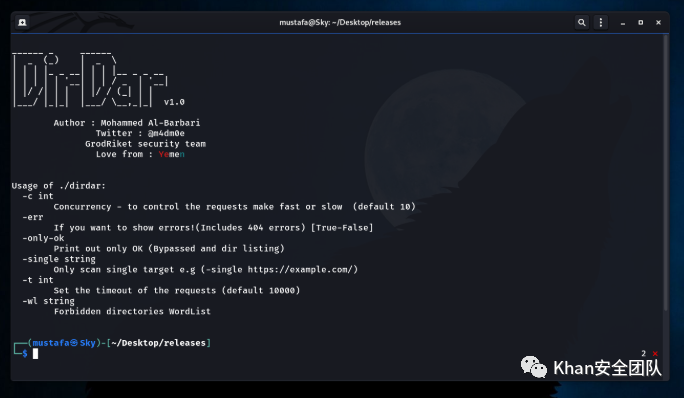 mustafa@Sky: ~/Desktop/releases
DirDar
v1.0
Author : Mohammed Al-Barbari
Twitter : @m4dm0e
GrodRiket security team
Love from : Yemen
Usage of ./dirdar:
-c int
Concurrency - to control the requests make fast or slow (default 10)
-err
If you want to show errors!(Includes 404 errors) [True-False]
-only-ok
Print out only OK (Bypassed and dir listing)
-single string
Only scan single target e.g (-single https://example.com/)
-t int
Set the timeout of the requests (default 10000)
-wl string
Forbidden directories WordList
┌──(mustafa㉿Sky)-[~/Desktop/releases]
└─$
2 ×
Khan安全团队